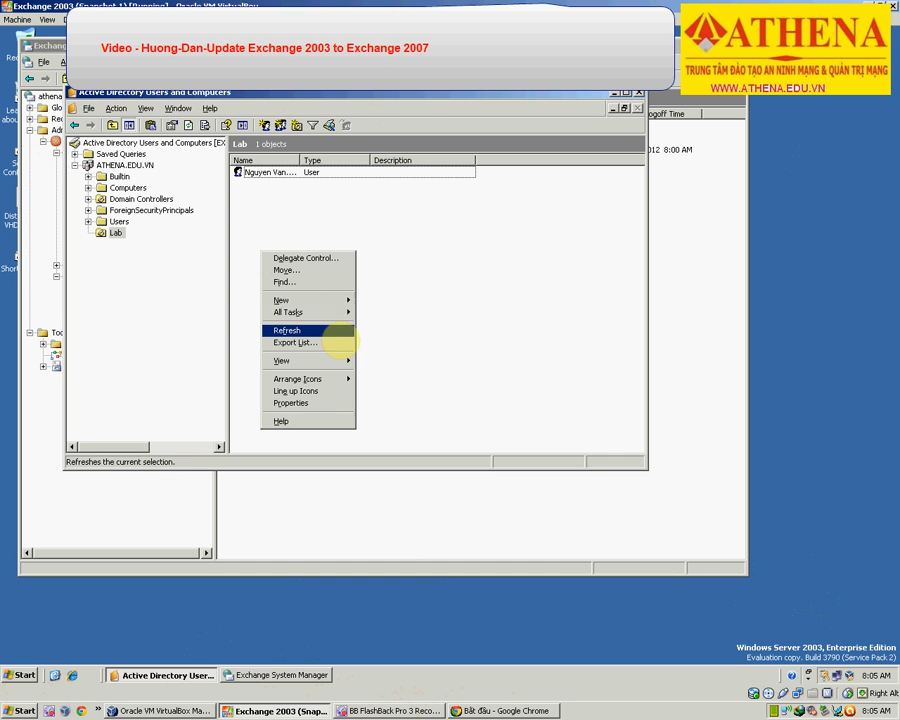 Exchange 2003 (Snapshot 1) [Running] - Oracle VM VirtualBox
Machine View
Video - Huong-Dan-Update Exchange 2003 to Exchange 2007
ATHENA
TRUNG TÂM ĐÀO TẠO AN NINH MẠNG & QUẢN TRỊ MẠNG
WWW.ATHENA.EDU.VN
File
Active Directory Users and Computers
File Action View Window Help
athena
Logoff Time
2012 8:00 AM
Active Directory Users and Computers [EX
Saved Queries
ATHENA.EDU.VN
Builtin
Computers
Domain Controllers
ForeignSecurityPrincipals
Users
Lab
Lab 1 objects
Name Type Description
Nguyen Van.... User
Delegate Control...
Move...
Find...
New
All Tasks
Refresh
Export List...
View
Arrange Icons
Line up Icons
Properties
Help
Refreshes the current selection.
Windows Server 2003, Enterprise Edition
Evaluation copy. Build 3790 (Service Pack 2)
Start Active Directory User... Exchange System Manager 8:05 AM
Right Alt
Start Oracle VM VirtualBox Ma... Exchange 2003 (Snap... BB FlashBack Pro 3 Reco... Bắt đầu - Google Chrome 8:05 AM